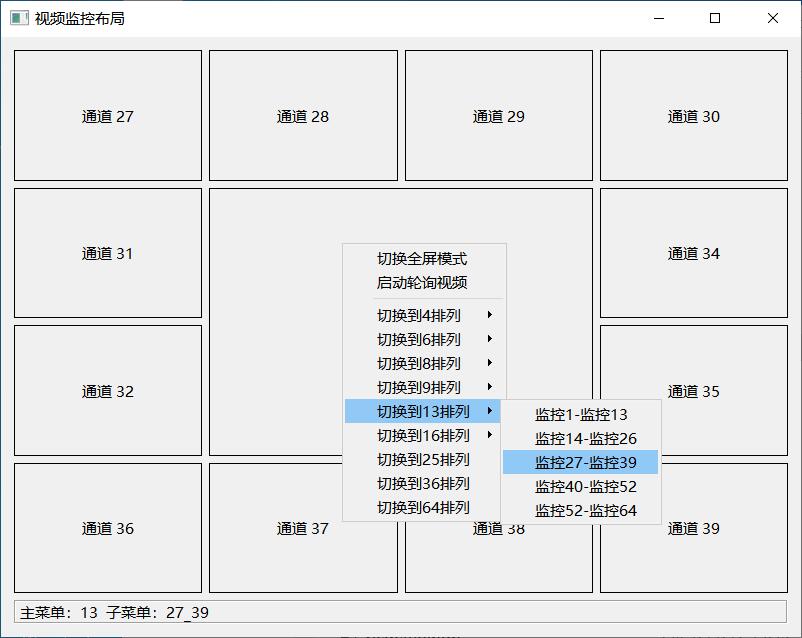 视频监控布局
通道 27
通道 28
通道 29
通道 30
通道 31
通道 34
通道 32
通道 35
通道 36
通道 37
通道 38
通道 39
切换全屏模式
启动轮询视频
切换到4排列
切换到6排列
切换到8排列
切换到9排列
切换到13排列
切换到16排列
切换到25排列
切换到36排列
切换到64排列
监控1-监控13
监控14-监控26
监控27-监控39
监控40-监控52
监控52-监控64
主菜单：13 子菜单：27_39